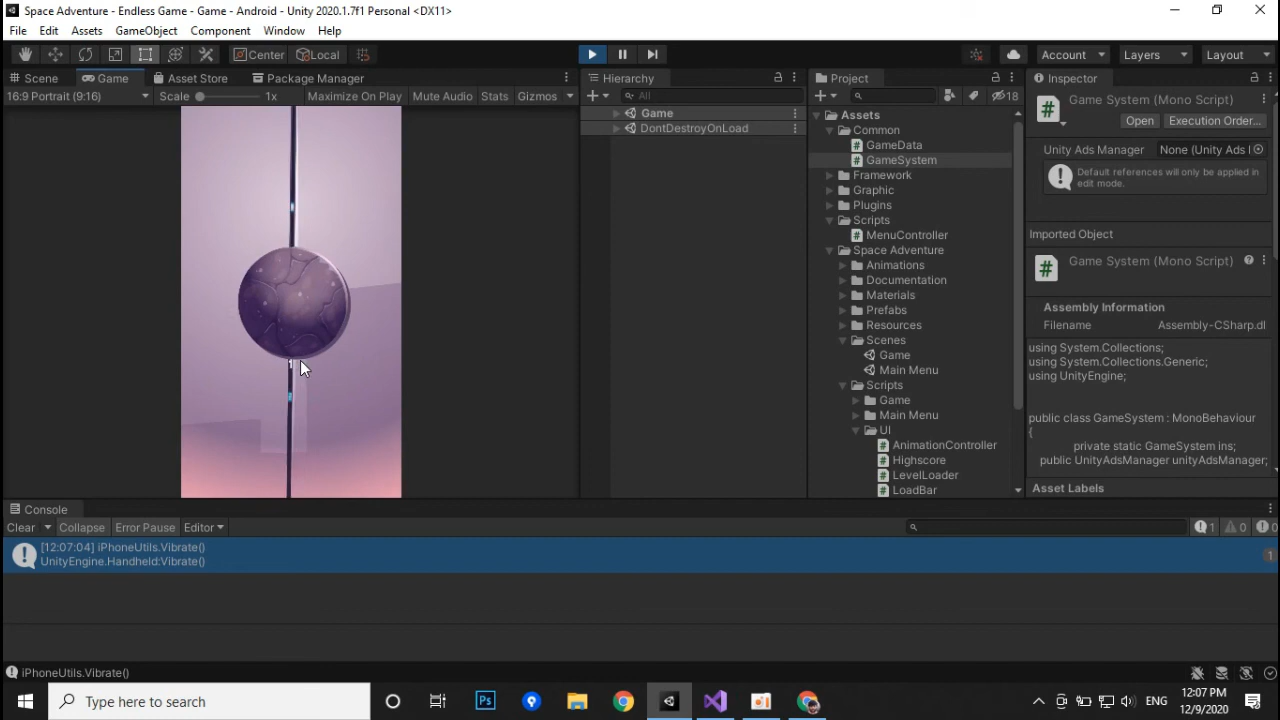 Space Adventure - Endless Game - Game - Android - Unity 2020.1.7f1 Personal <DX11>
File Edit Assets GameObject Component Window Help
Center Local Account Layers Layout
Scene Game Asset Store Package Manager Hierarchy Project Inspector
16:9 Portrait (9:16) Scale 1x Maximize On Play Mute Audio Stats Gizmos All 18
Game System (Mono Script)
Open Execution Order...
Game
DontDestroyOnLoad
Assets
Common
GameData
GameSystem
Framework
Graphic
Plugins
Scripts
MenuController
Space Adventure
Animations
Documentation
Materials
Prefabs
Resources
Scenes
Game
Main Menu
Scripts
Game
Main Menu
UI
AnimationController
Highscore
LevelLoader
LoadBar
Unity Ads Manager None (Unity Ads
Default references will only be applied in
edit mode.
Imported Object
Game System (Mono Script)
Assembly Information
Filename Assembly-CSharp.dl
using System.Collections;
using System.Collections.Generic;
using UnityEngine;
public class GameSystem : MonoBehaviour
{
private static GameSystem ins;
public UnityAdsManager unityAdsManager;
Asset Labels
Console
Clear Collapse Error Pause Editor 1 0 0
[12:07:04] iPhoneUtils.Vibrate()
UnityEngine.Handheld:Vibrate()
1
iPhoneUtils.Vibrate()
Type here to search
Ps
ENG
12:07 PM
12/9/2020